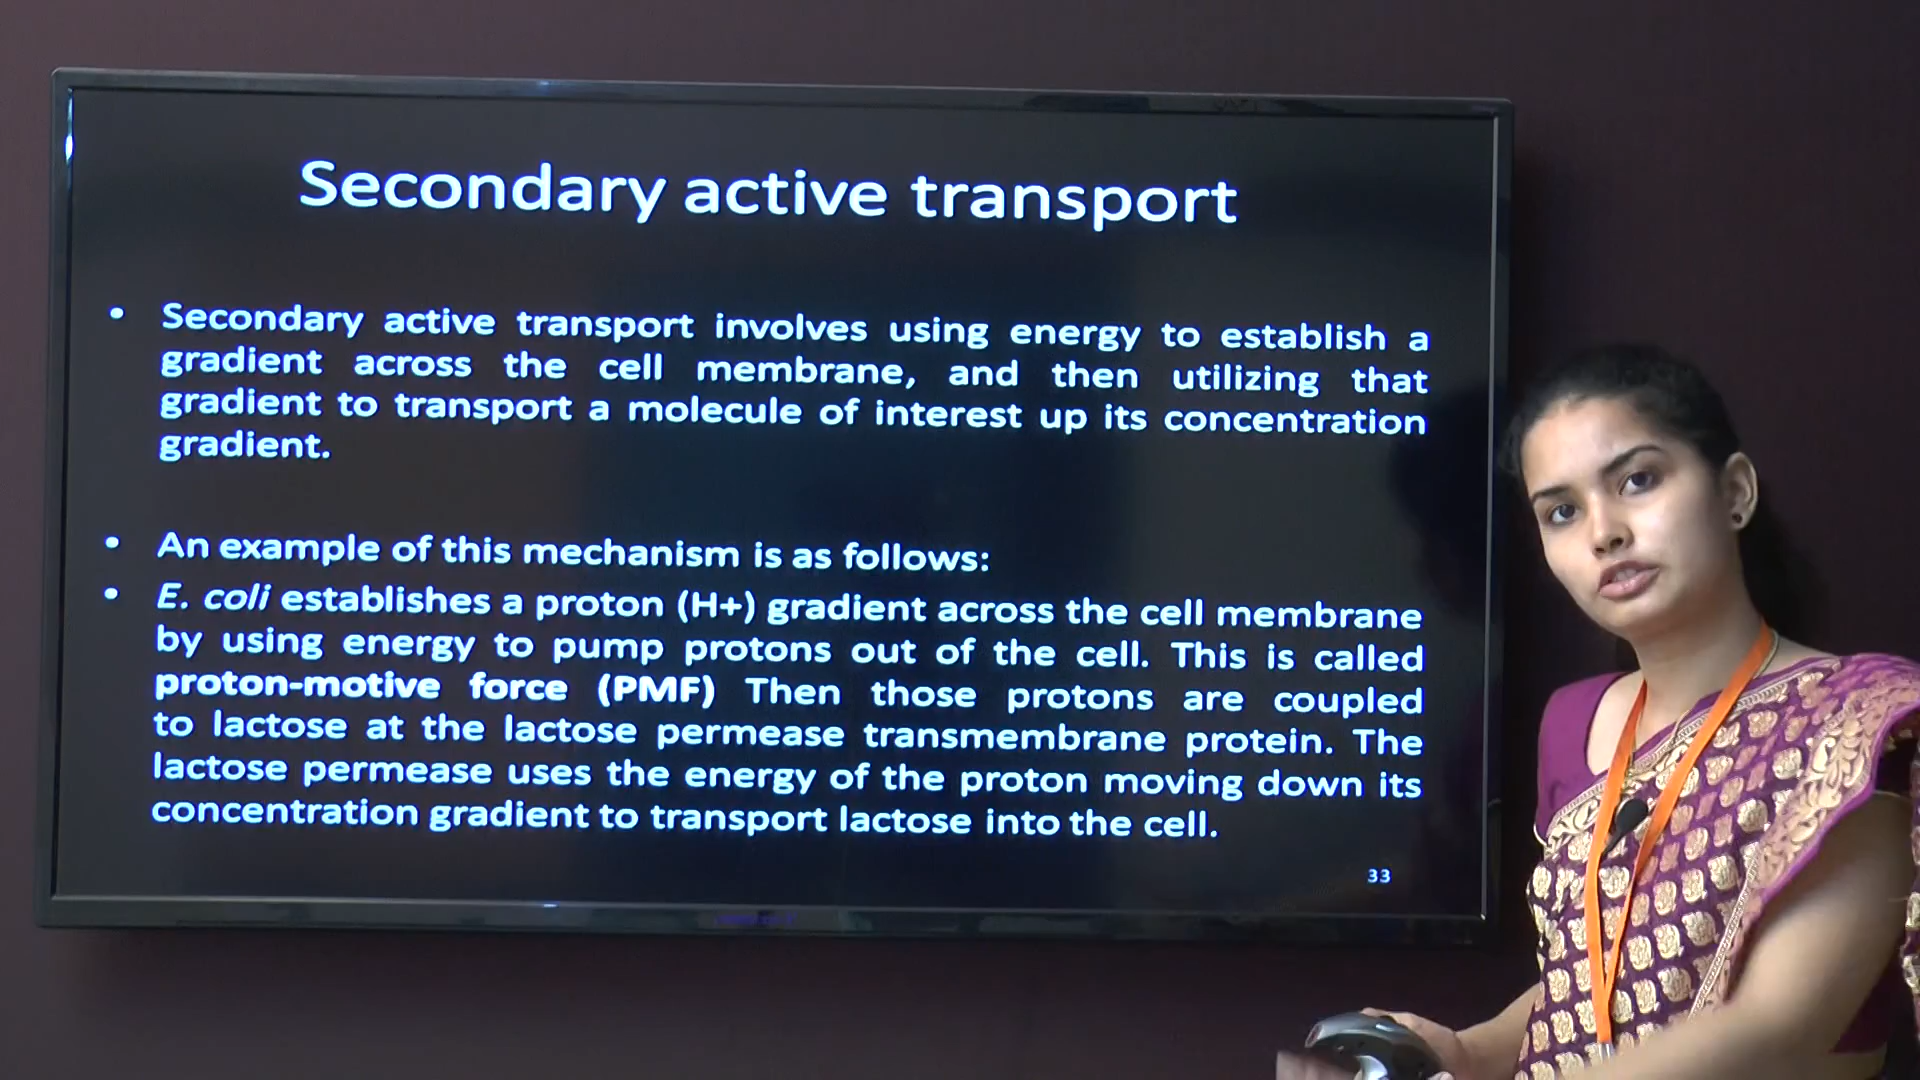 Secondary active transport
• Secondary active transport involves using energy to establish a
gradient across the cell membrane, and then utilizing that
gradient to transport a molecule of interest up its concentration
gradient.
• An example of this mechanism is as follows:
• E. coli establishes a proton (H+) gradient across the cell membrane
by using energy to pump protons out of the cell. This is called
proton-motive force (PMF) Then those protons are coupled
to lactose at the lactose permease transmembrane protein. The
lactose permease uses the energy of the proton moving down its
concentration gradient to transport lactose into the cell.
33